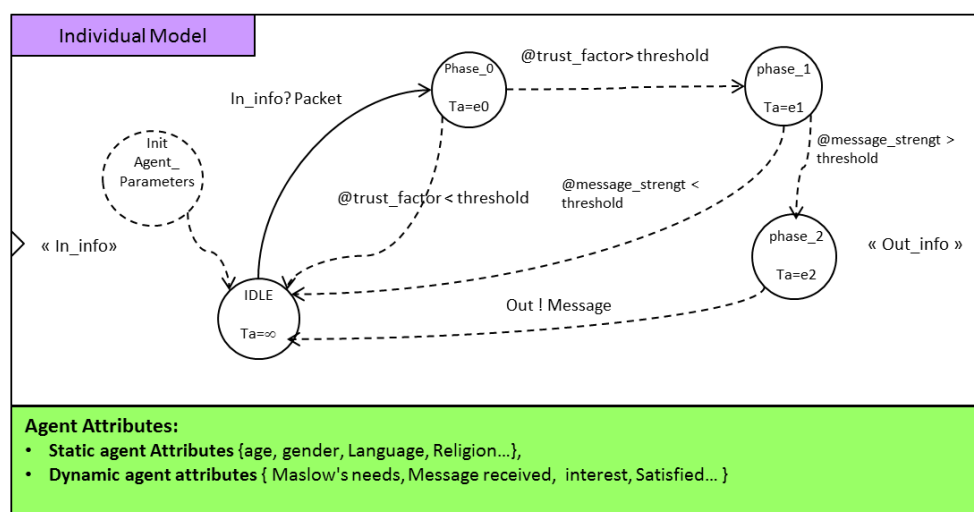 Individual Model
Phase_0
Ta=e0
@trust_factor> threshold
phase_1
Ta=e1
In_info? Packet
Init
Agent_
Parameters
@message_strengt >
threshold
@trust_factor < threshold
@message_strengt <
threshold
« In_info»
phase_2
Ta=e2
« Out_info »
IDLE
Ta=∞
Out ! Message
Agent Attributes:
• Static agent Attributes {age, gender, Language, Religion...},
• Dynamic agent attributes { Maslow's needs, Message received, interest, Satisfied... }